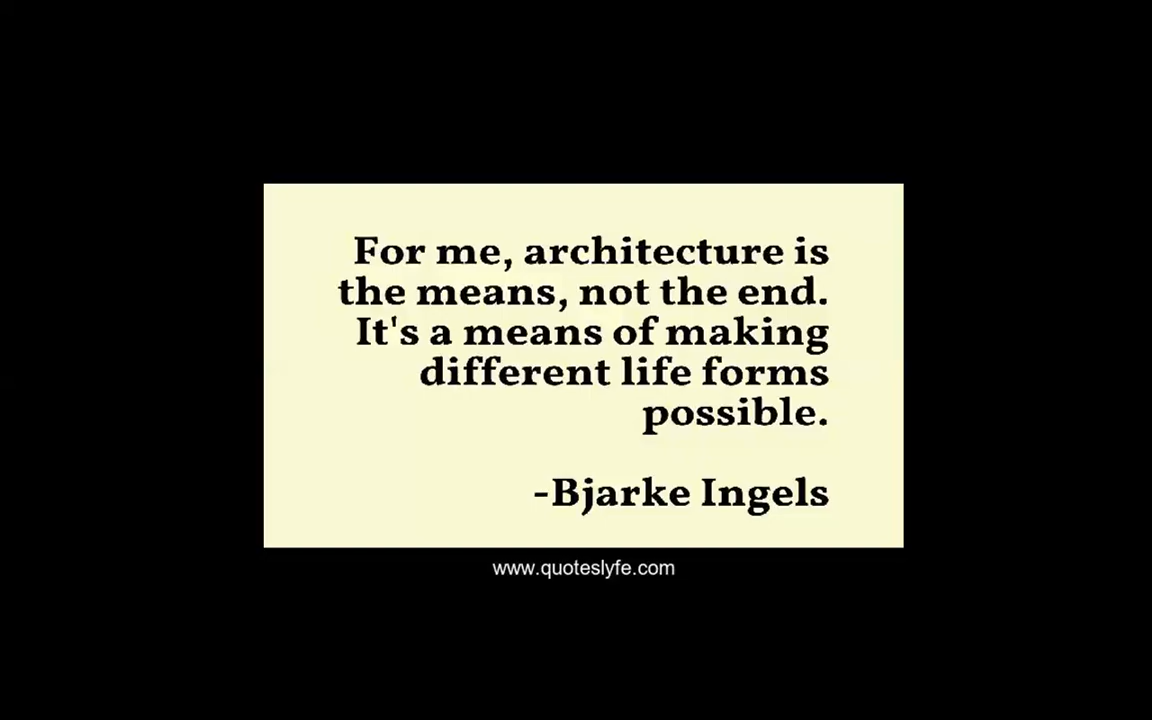 For me, architecture is
the means, not the end.
It's a means of making
different life forms
possible.
-Bjarke Ingels
www.quoteslyfe.com